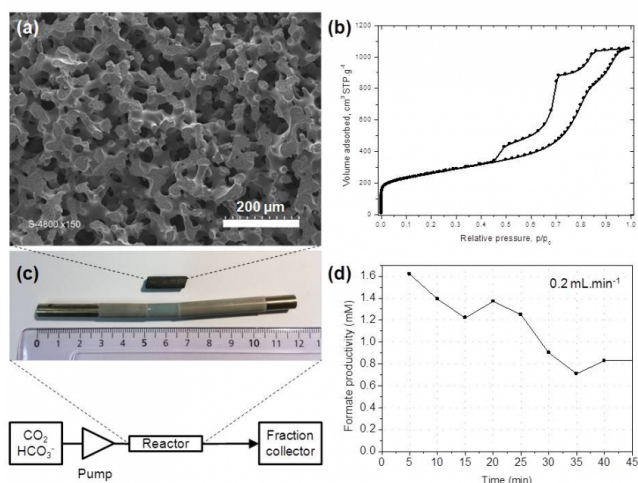 (a)
S-4800 x150
200 µm
(b)
Volume adsorbed, cm³ STP g⁻¹
1200
1000
800
600
400
200
0
0.0 0.1 0.2 0.3 0.4 0.5 0.6 0.7 0.8 0.9 1.0
Relative pressure, p/p₀
(c)
0 1 2 3 4 5 6 7 8 9 10 11 12 13
CO₂
HCO₃⁻
Pump
Reactor
Fraction
collector
(d)
0.2 mL.min⁻¹
Formate productivity (mM)
1.6
1.4
1.2
1.0
0.8
0.6
0.4
0.2
0.0
0 5 10 15 20 25 30 35 40 45
Time (min)